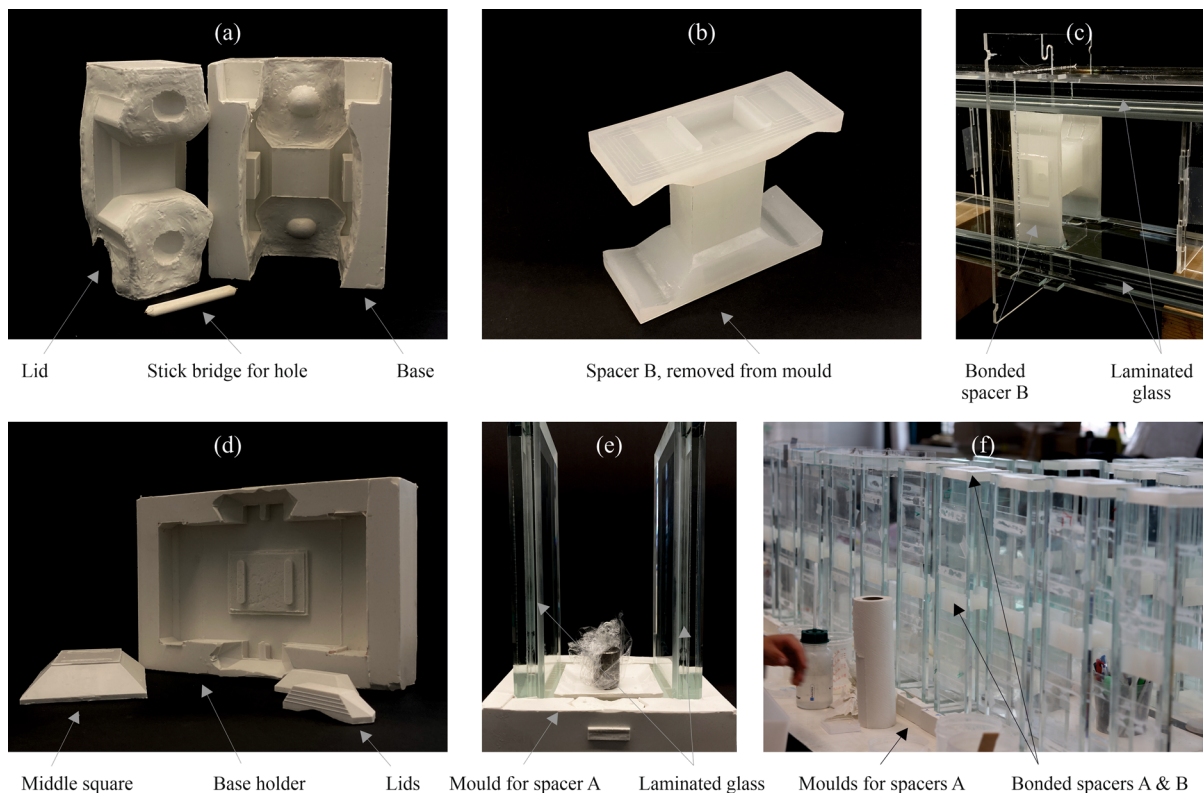 (a)
(b)
(c)
Lid
Stick bridge for hole
Base
Spacer B, removed from mould
Bonded
spacer B
Laminated
glass
(d)
(e)
(f)
Middle square
Base holder
Lids
Mould for spacer A
Laminated glass
Moulds for spacers A
Bonded spacers A & B